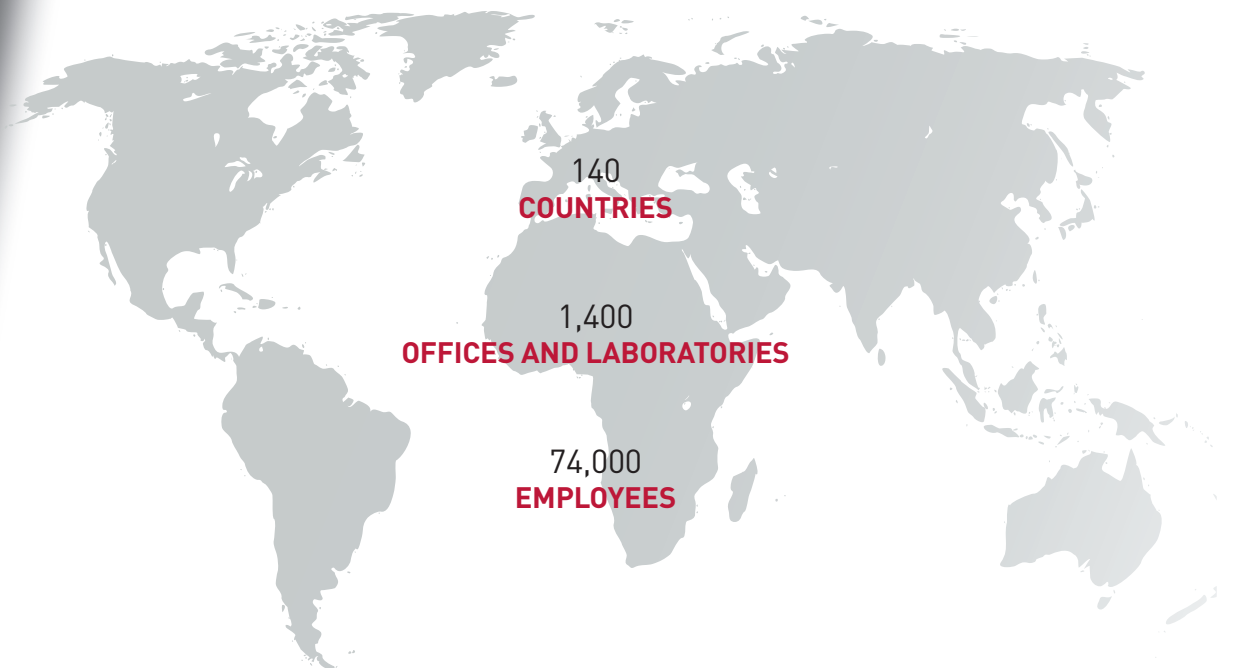 140
COUNTRIES
1,400
OFFICES AND LABORATORIES
74,000
EMPLOYEES